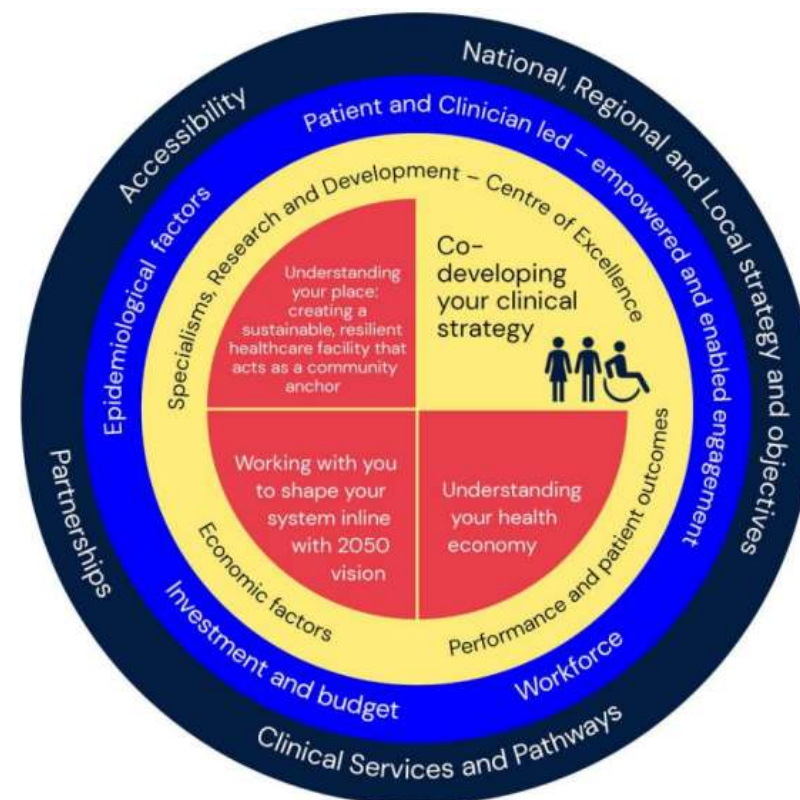 National, Regional and Local strategy and objectives
Accessibility
Partnerships
Clinical Services and Pathways
Patient and Clinician led – empowered and enabled engagement
Epidemiological factors
Investment and budget
Workforce
Specialisms, Research and Development – Centre of Excellence
Economic factors
Performance and patient outcomes
Understanding
your place:
creating a
sustainable, resilient
healthcare facility that
acts as a community
anchor
Co-
developing
your clinical
strategy
Working with you
to shape your
system inline
with 2050
vision
Understanding
your health
economy